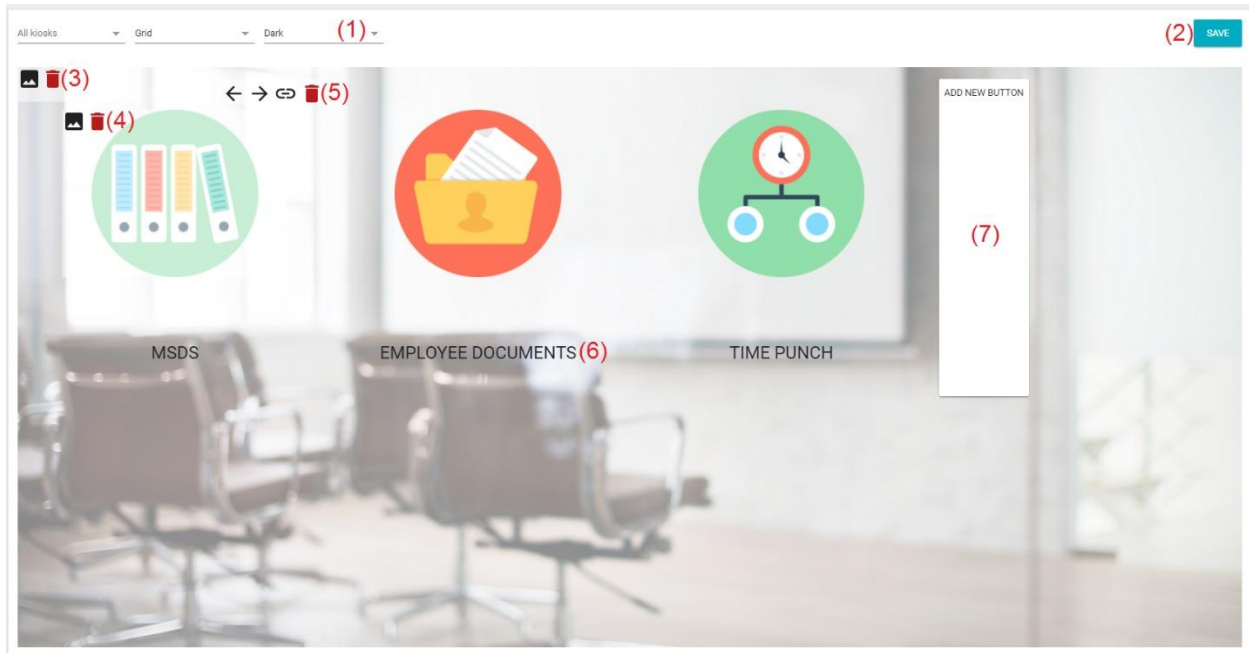 All kiosks Grid Dark (1) (2) SAVE
(3)
(5) ADD NEW BUTTON
(4)
(7)
MSDS EMPLOYEE DOCUMENTS(6) TIME PUNCH